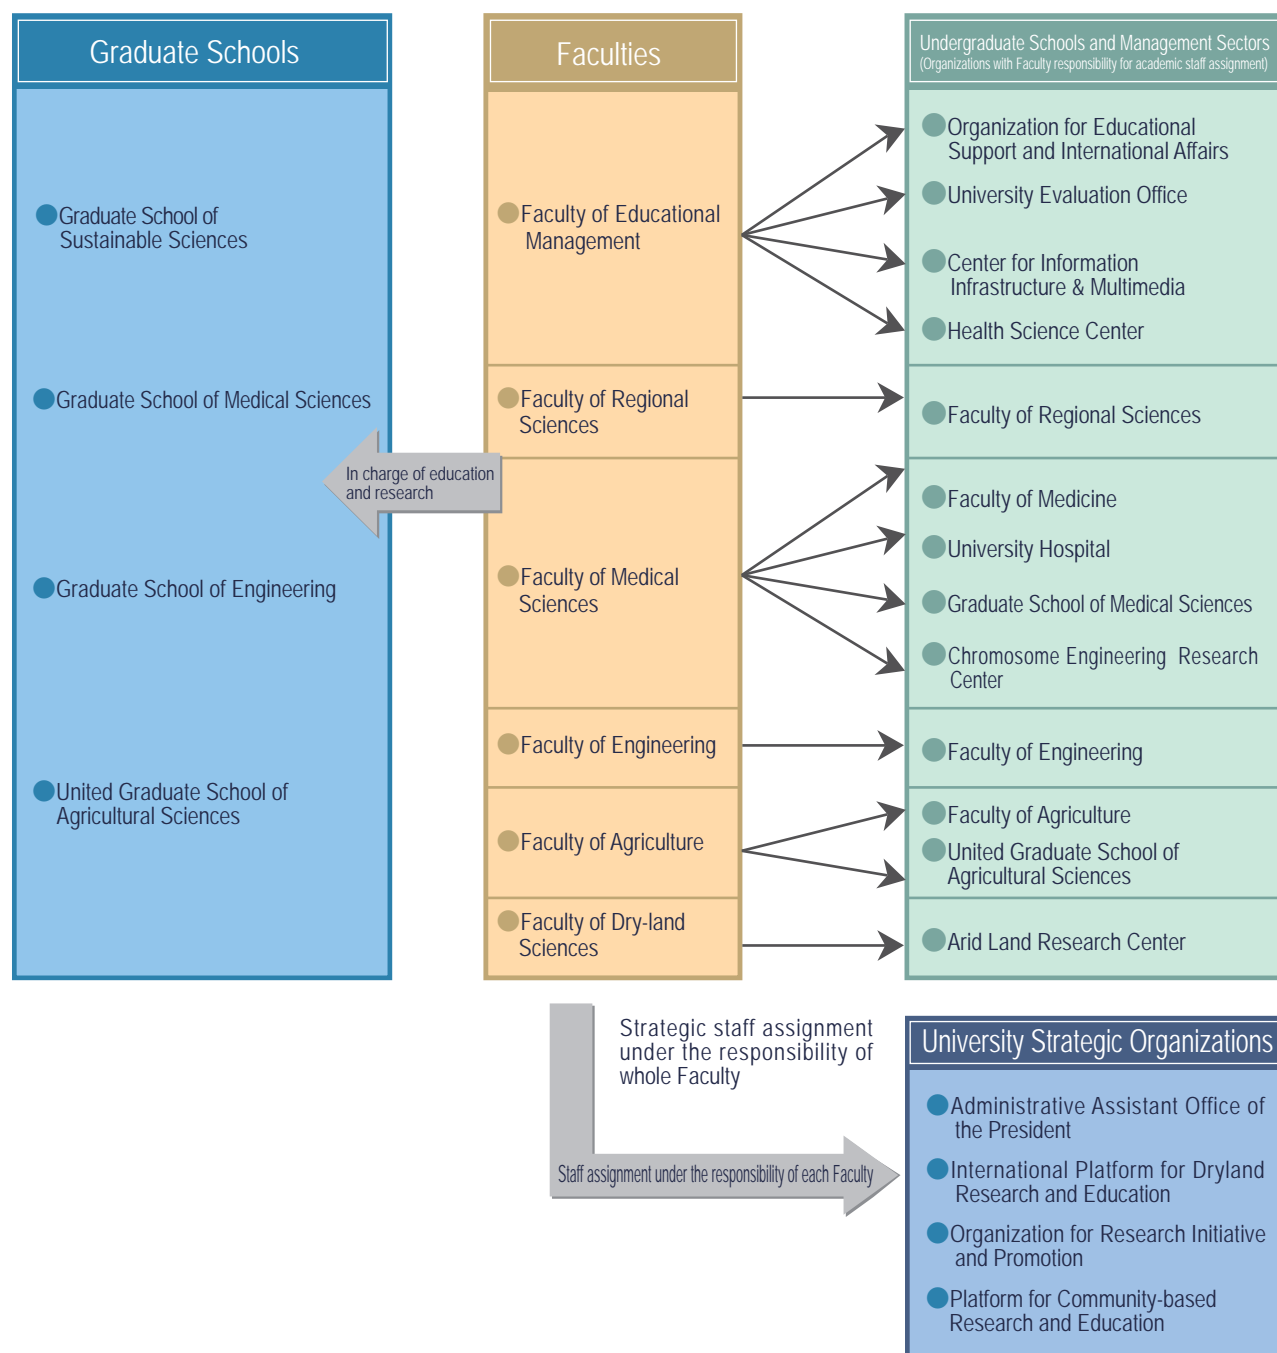 Graduate Schools
Graduate School of
Sustainable Sciences
Graduate School of Medical Sciences
Graduate School of Engineering
United Graduate School of
Agricultural Sciences
In charge of education
and research
Faculties
Faculty of Educational
Management
Faculty of Regional
Sciences
Faculty of Medical
Sciences
Faculty of Engineering
Faculty of Agriculture
Faculty of Dry-land
Sciences
Undergraduate Schools and Management Sectors
(Organizations with Faculty responsibility for academic staff assignment)
Organization for Educational
Support and International Affairs
University Evaluation Office
Center for Information
Infrastructure & Multimedia
Health Science Center
Faculty of Regional Sciences
Faculty of Medicine
University Hospital
Graduate School of Medical Sciences
Chromosome Engineering Research
Center
Faculty of Engineering
Faculty of Agriculture
United Graduate School of
Agricultural Sciences
Arid Land Research Center
Strategic staff assignment
under the responsibility of
whole Faculty
Staff assignment under the responsibility of each Faculty
University Strategic Organizations
Administrative Assistant Office of
the President
International Platform for Dryland
Research and Education
Organization for Research Initiative
and Promotion
Platform for Community-based
Research and Education